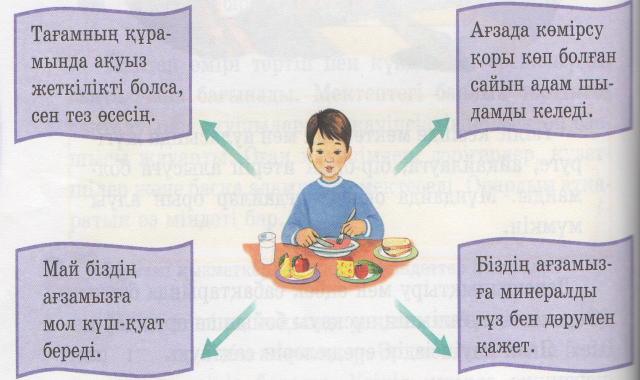 Тағамның құра-
мында ақуыз
жеткілікті болса,
сен тез өсесің.
Ағзада көмірсу
қоры көп болған
сайын адам шы-
дамды келеді.
Май біздің
ағзамызға
мол күш-қуат
береді.
Біздің ағзамыз-
ға минералды
тұз бен дәрумен
қажет.